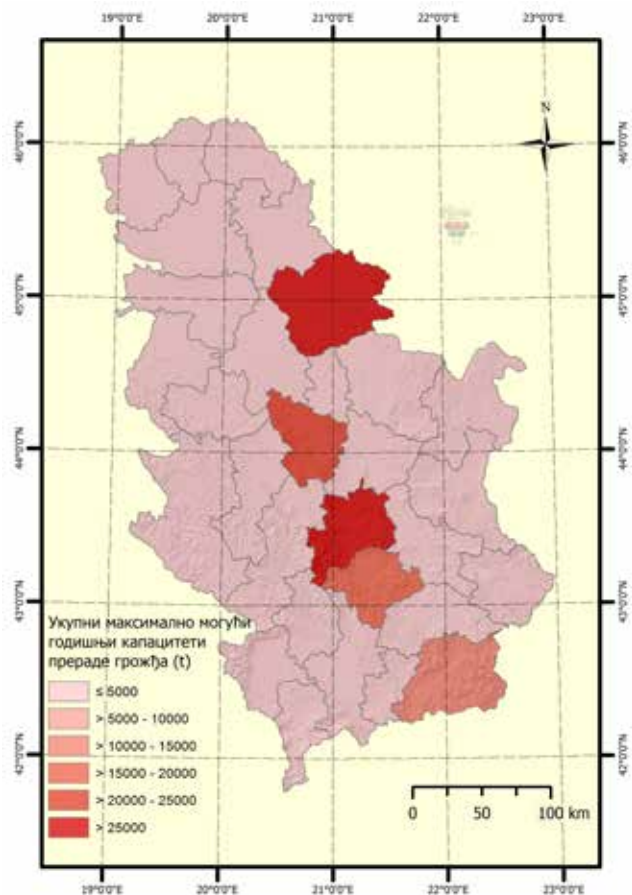 19°0'0"E 20°0'0"E 21°0'0"E 22°0'0"E 23°0'0"E
N
46°0'0"N 46°0'0"N
45°0'0"N 45°0'0"N
44°0'0"N 44°0'0"N
43°0'0"N 43°0'0"N
Укупни максимално могући
годишњи капацитети
прераде грожђа (t)
≤ 5000
> 5000 - 10000
> 10000 - 15000
> 15000 - 20000
> 20000 - 25000
> 25000
42°0'0"N 42°0'0"N
0 50 100 km
19°0'0"E 20°0'0"E 21°0'0"E 22°0'0"E 23°0'0"E